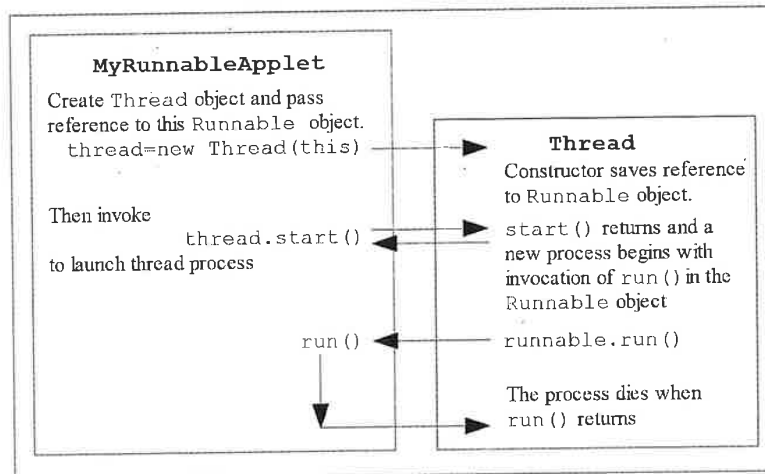 MyRunnableApplet
Create Thread object and pass
reference to this Runnable object.
thread=new Thread(this)
Then invoke
thread.start()
to launch thread process
run()
Thread
Constructor saves reference
to Runnable object.
start() returns and a
new process begins with
invocation of run() in the
Runnable object
runnable.run()
The process dies when
run() returns